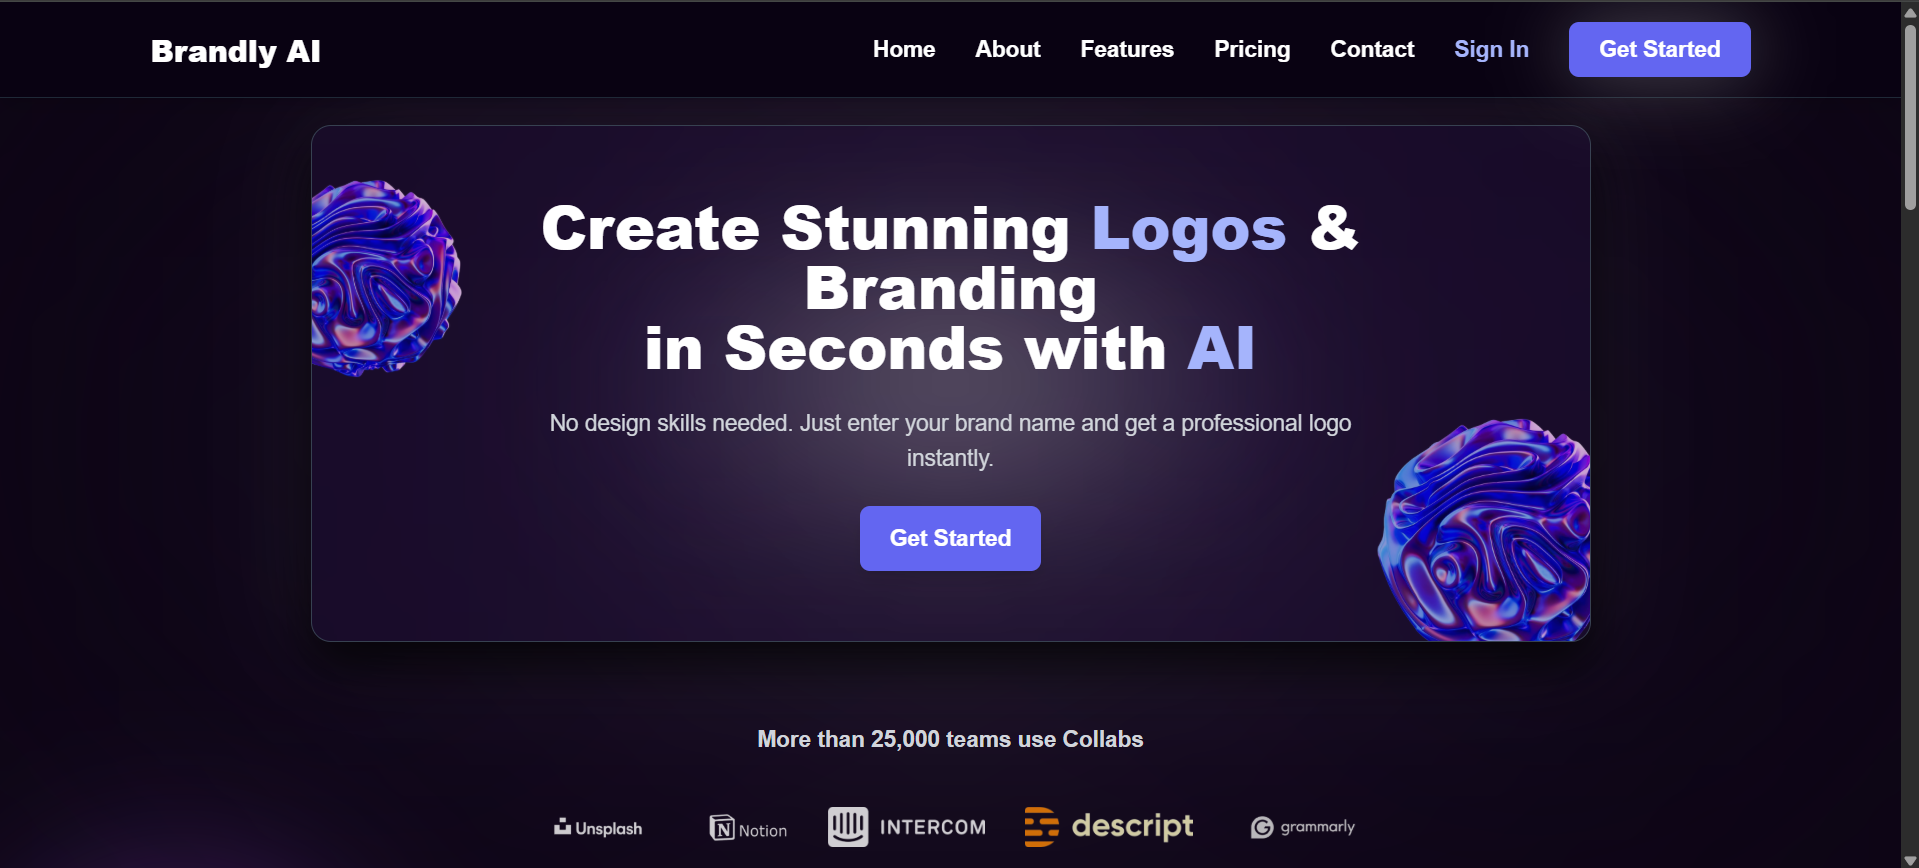 Brandly AI
Home About Features Pricing Contact Sign In Get Started
Create Stunning Logos &
Branding
in Seconds with AI
No design skills needed. Just enter your brand name and get a professional logo
instantly.
Get Started
More than 25,000 teams use Collabs
Unsplash Notion INTERCOM descript grammarly